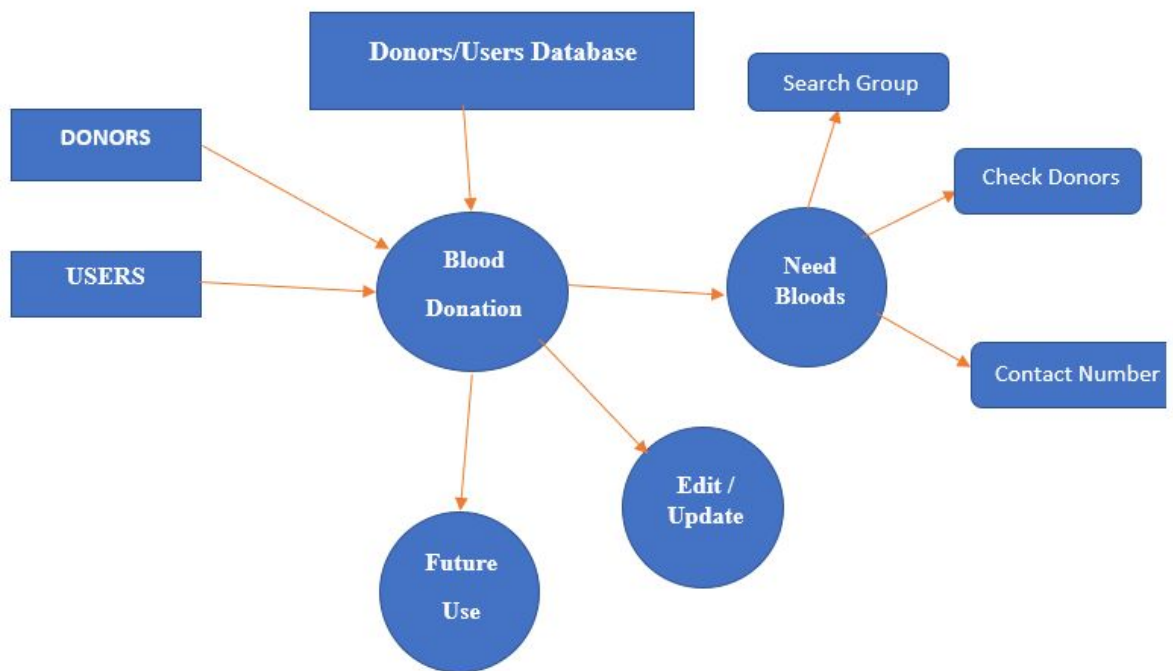 Donors/Users Database
Search Group
DONORS
Check Donors
USERS
Blood
Donation
Need
Bloods
Contact Number
Edit /
Update
Future
Use